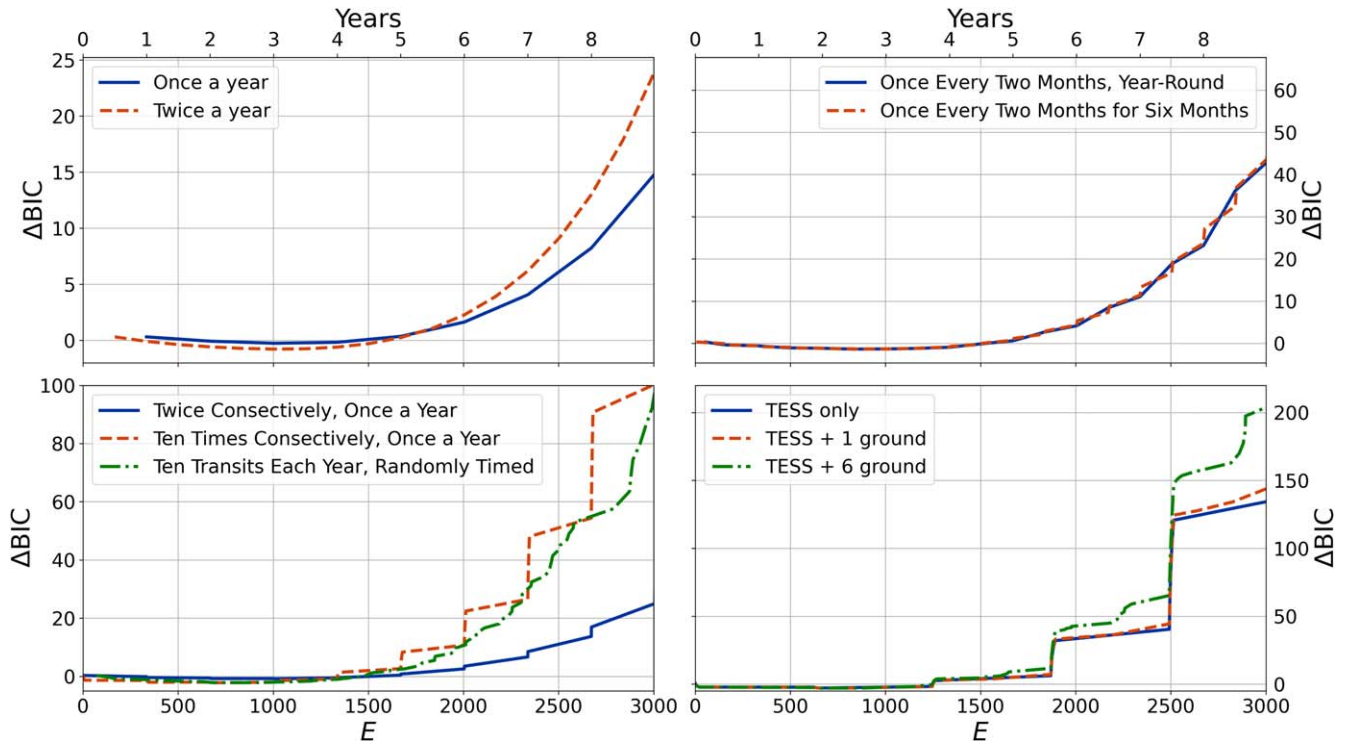 Years
0 1 2 3 4 5 6 7 8
25
20
15
10
5
0
ΔBIC
Once a year
Twice a year
Years
0 1 2 3 4 5 6 7 8
60
50
40
30
20
10
0
ΔBIC
Once Every Two Months, Year-Round
Once Every Two Months for Six Months
100
80
60
40
20
0
ΔBIC
Twice Consectively, Once a Year
Ten Times Consectively, Once a Year
Ten Transits Each Year, Randomly Timed
0 500 1000 1500 2000 2500 3000
E
200
150
100
50
0
ΔBIC
TESS only
TESS + 1 ground
TESS + 6 ground
0 500 1000 1500 2000 2500 3000
E